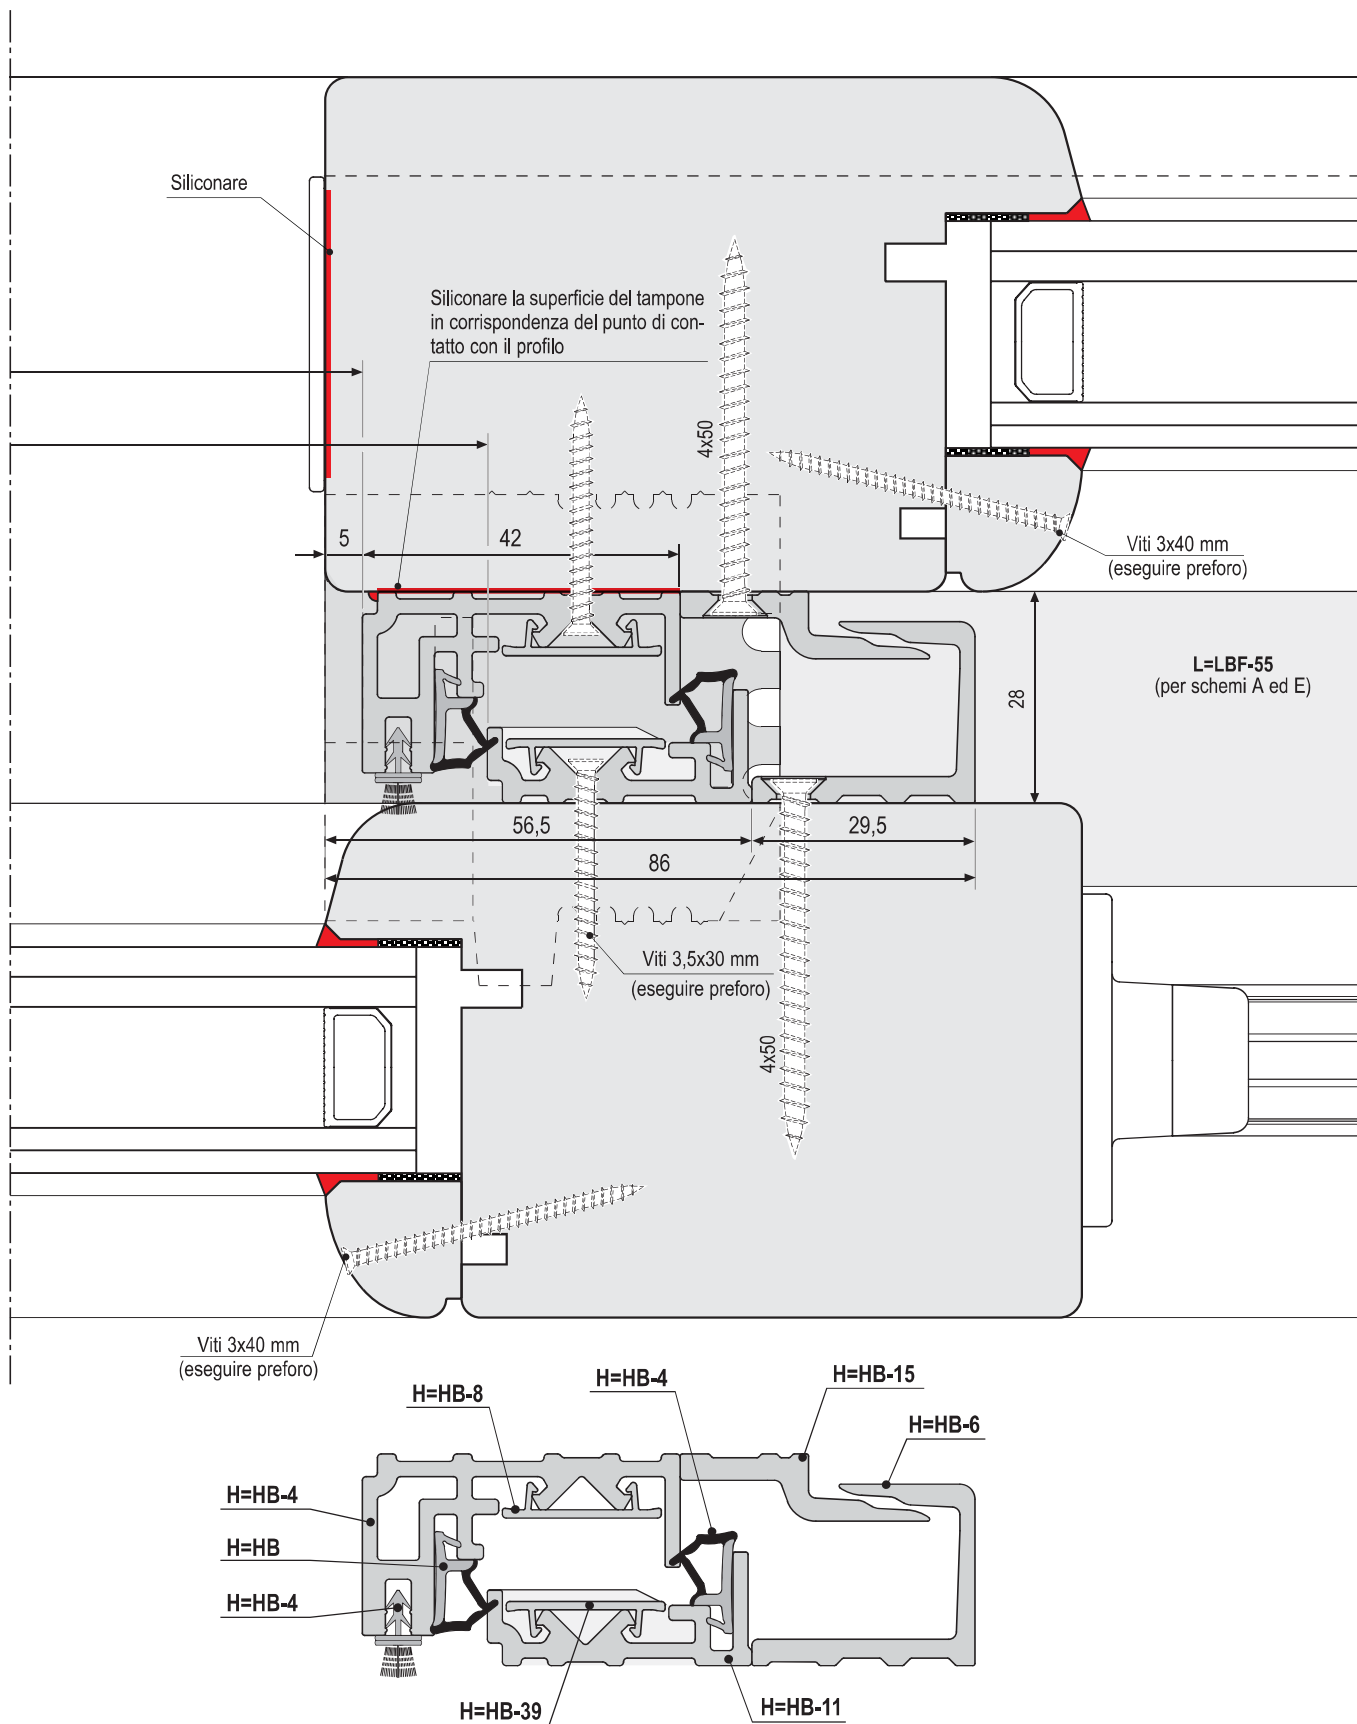 Siliconare
Siliconare la superficie del tampone
in corrispondenza del punto di con-
tatto con il profilo
4x50
5
42
Viti 3x40 mm
(eseguire preforo)
L=LBF-55
(per schemi A ed E)
28
56,5
29,5
86
Viti 3,5x30 mm
(eseguire preforo)
4x50
Viti 3x40 mm
(eseguire preforo)
H=HB-8
H=HB-4
H=HB-15
H=HB-6
H=HB-4
H=HB
H=HB-4
H=HB-39
H=HB-11